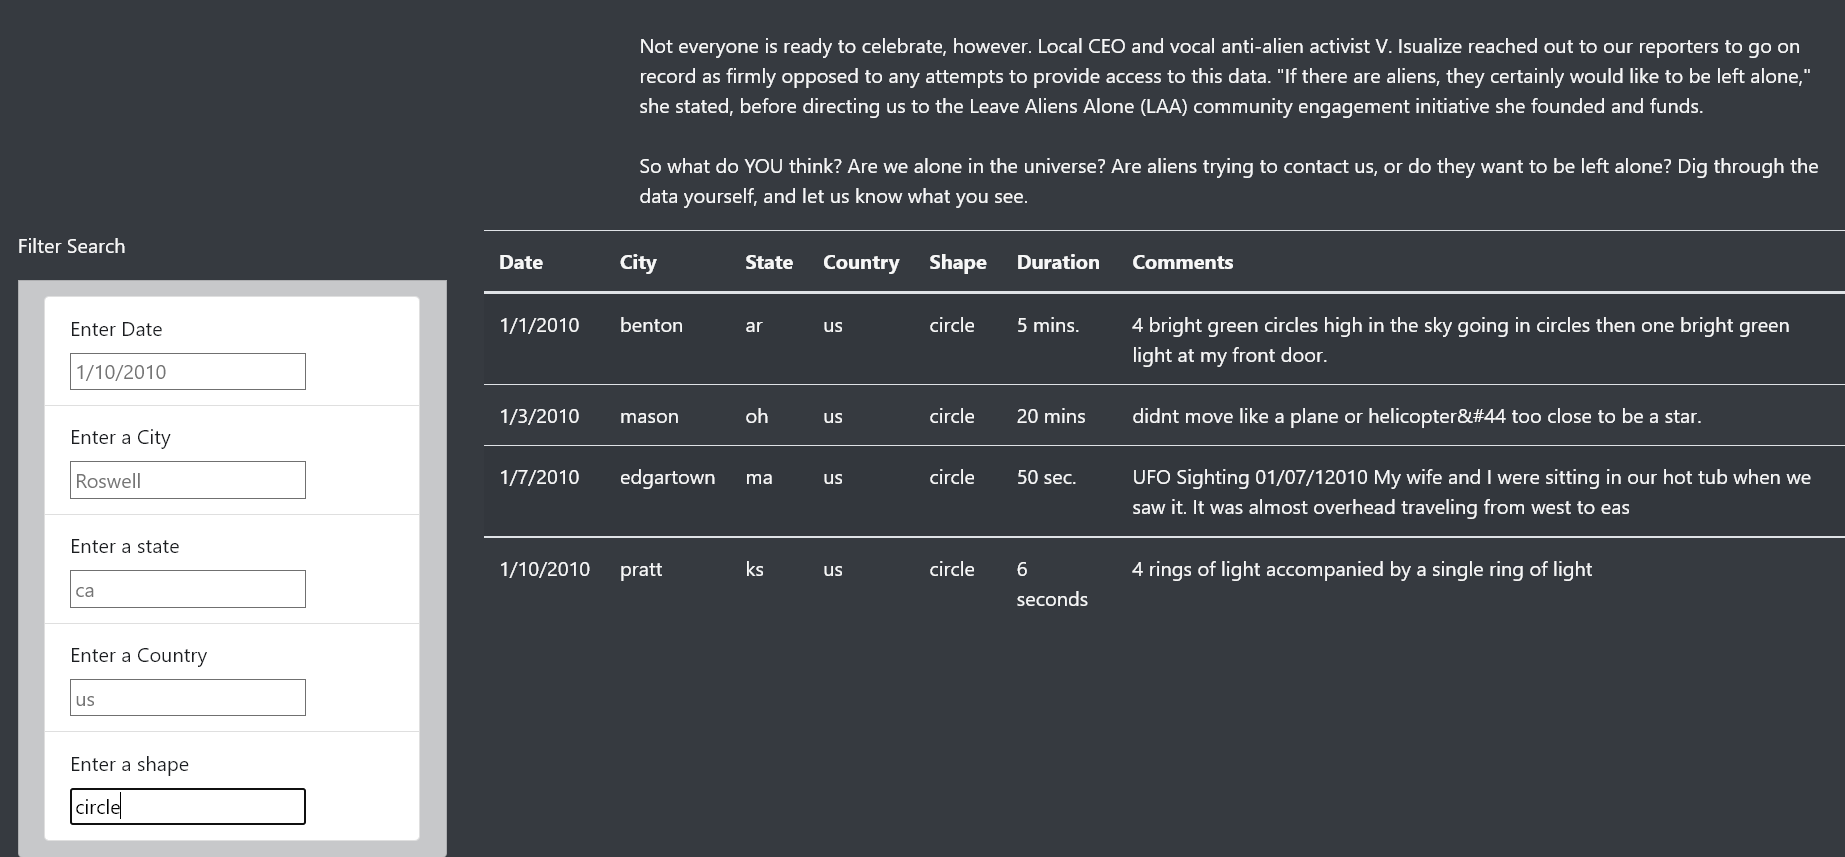 Not everyone is ready to celebrate, however. Local CEO and vocal anti-alien activist V. Isualize reached out to our reporters to go on
record as firmly opposed to any attempts to provide access to this data. "If there are aliens, they certainly would like to be left alone,"
she stated, before directing us to the Leave Aliens Alone (LAA) community engagement initiative she founded and funds.
So what do YOU think? Are we alone in the universe? Are aliens trying to contact us, or do they want to be left alone? Dig through the
data yourself, and let us know what you see.
Filter Search
Enter Date
1/10/2010
Enter a City
Roswell
Enter a state
ca
Enter a Country
us
Enter a shape
circle
Date City State Country Shape Duration Comments
1/1/2010 benton ar us circle 5 mins. 4 bright green circles high in the sky going in circles then one bright green
light at my front door.
1/3/2010 mason oh us circle 20 mins didnt move like a plane or helicopter&#44 too close to be a star.
1/7/2010 edgartown ma us circle 50 sec. UFO Sighting 01/07/12010 My wife and I were sitting in our hot tub when we
saw it. It was almost overhead traveling from west to eas
1/10/2010 pratt ks us circle 6 4 rings of light accompanied by a single ring of light
seconds